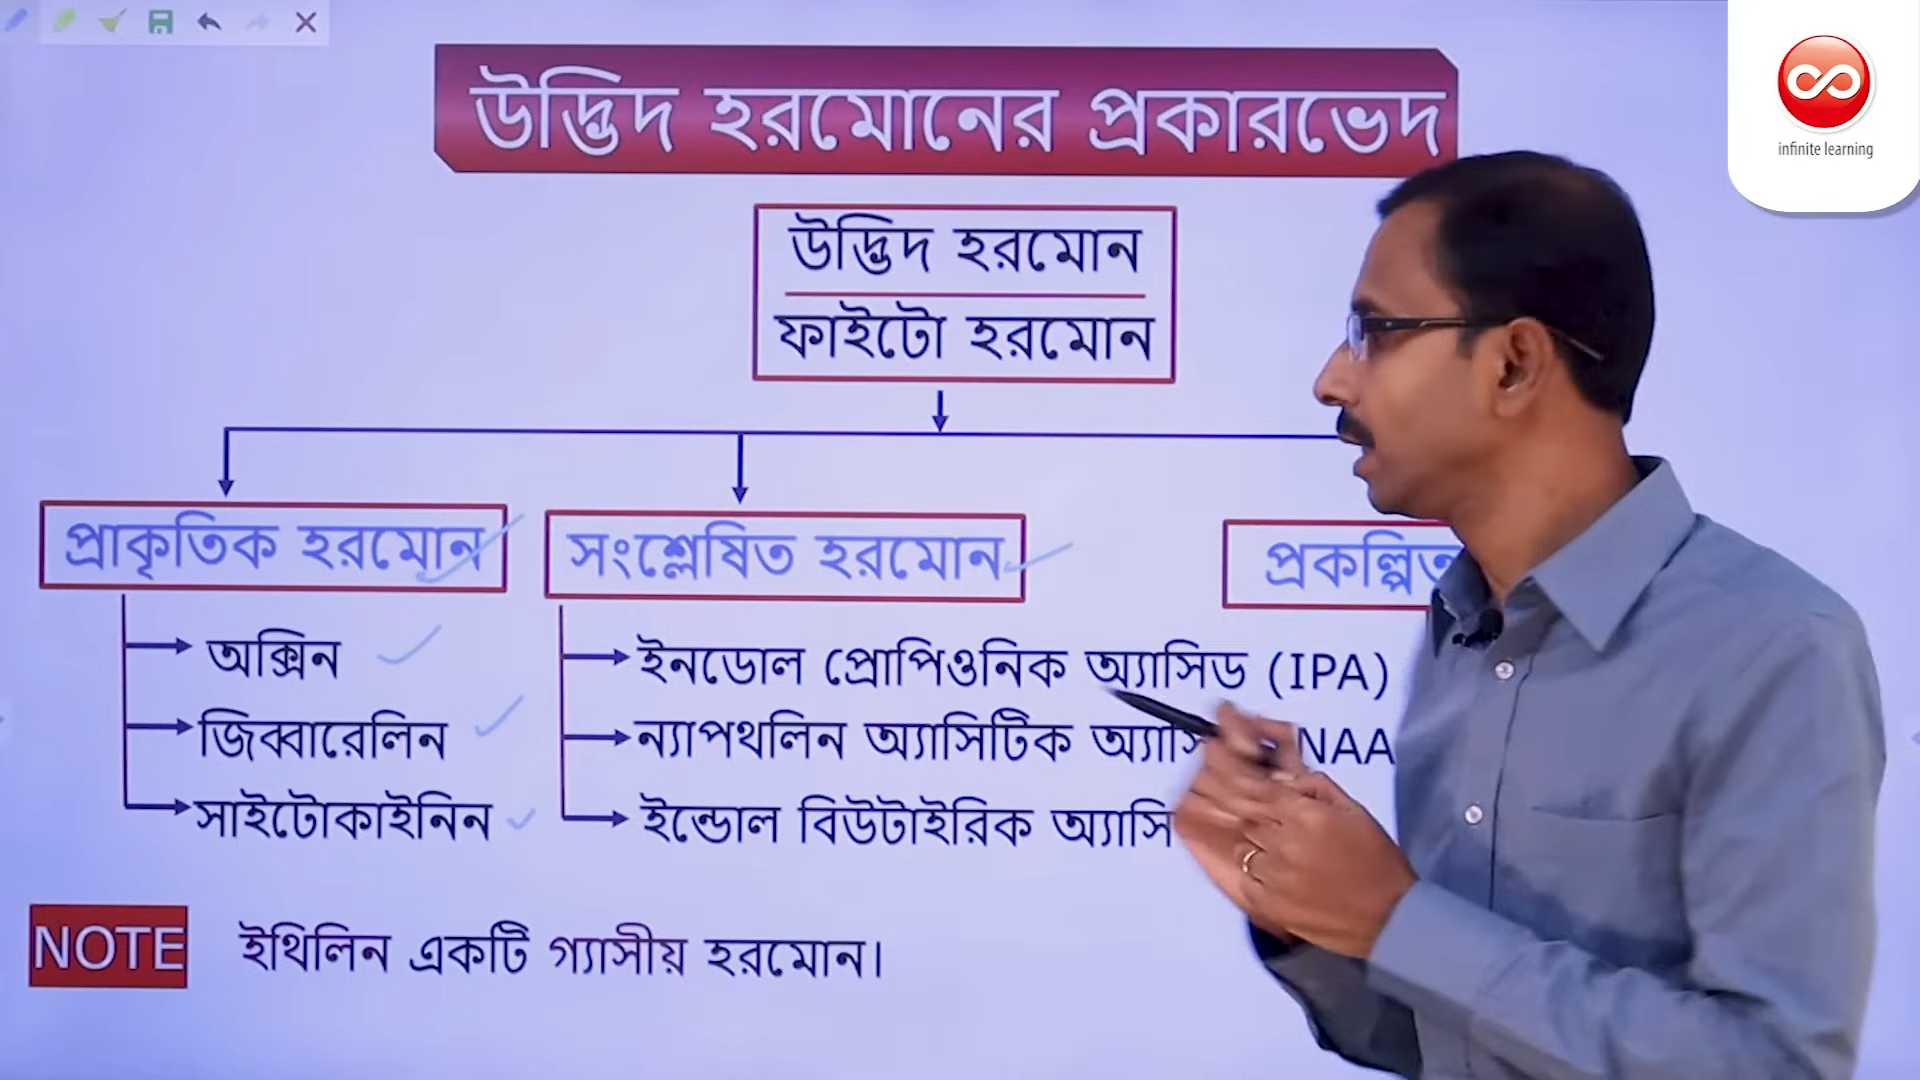 infinite learning
উদ্ভিদ হরমোনের প্রকারভেদ
উদ্ভিদ হরমোন
ফাইটো হরমোন
প্রাকৃতিক হরমোন
অক্সিন
জিব্বারেলিন
সাইটোকাইনিন
সংশ্লেষিত হরমোন
ইনডোল প্রোপিওনিক অ্যাসিড (IPA)
ন্যাপথলিন অ্যাসিটিক NAA
ইন্ডোল বিউটাইরিক
প্রকল্পিত
NOTE ইথিলিন একটি গ্যাসীয় হরমোন।